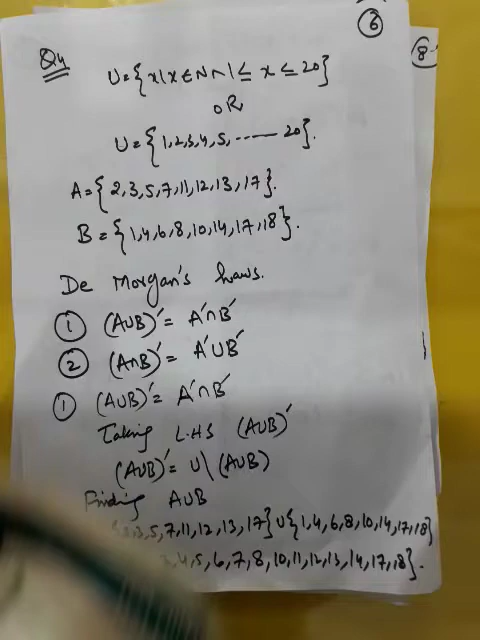 6
8
Q4
U={x|x∈N∧1≤x≤20}
OR
U={1,2,3,4,5,------20}.
A={2,3,5,7,11,12,13,17}.
B={1,4,6,8,10,14,17,18}.
De Morgan's Laws.
① (A∪B)′= A′∩B′
② (A∩B)′= A′∪B′
① (A∪B)′= A′∩B′
Taking L.H.S (A∪B)′
(A∪B)′= U\(A∪B)
Finding A∪B
3,5,7,11,12,13,17}∪{1,4,6,8,10,14,17,18}
4,5,6,7,8,10,11,12,13,14,17,18}.